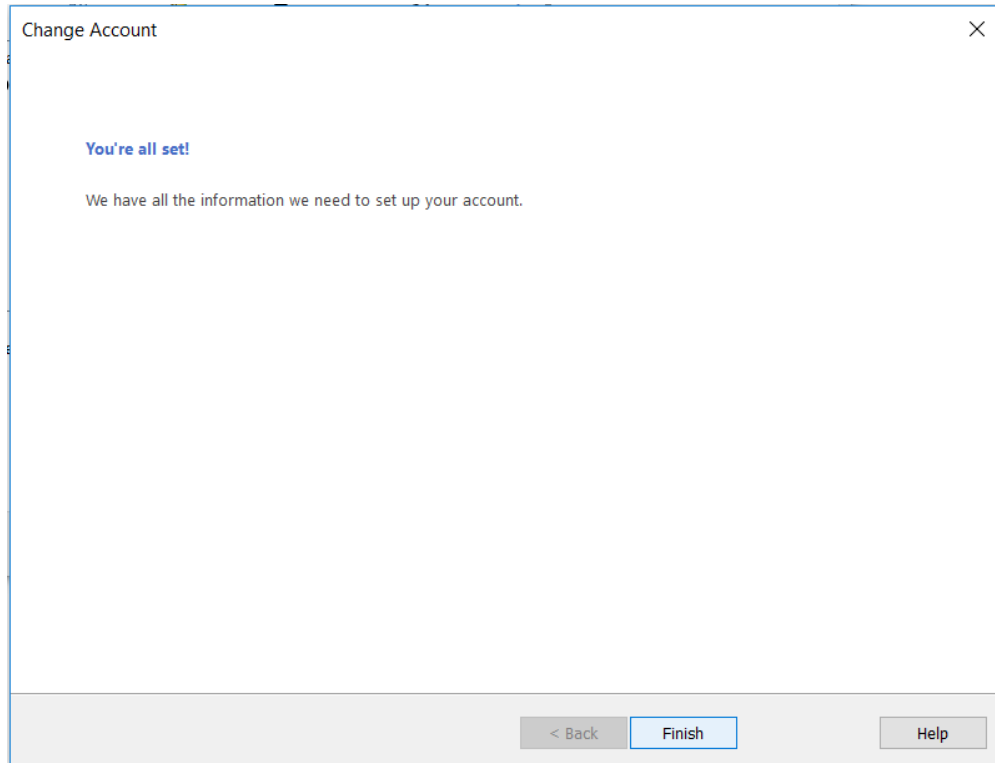 Change Account
You're all set!
We have all the information we need to set up your account.
< Back
Finish
Help